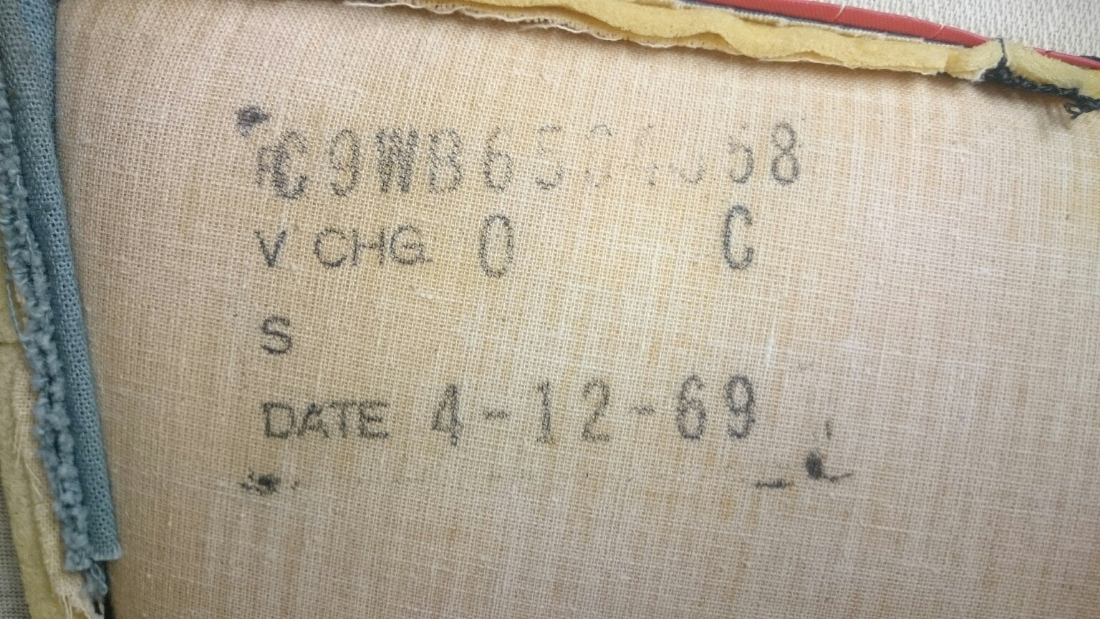 V CHG. 0 C
S
DATE 4-12-69